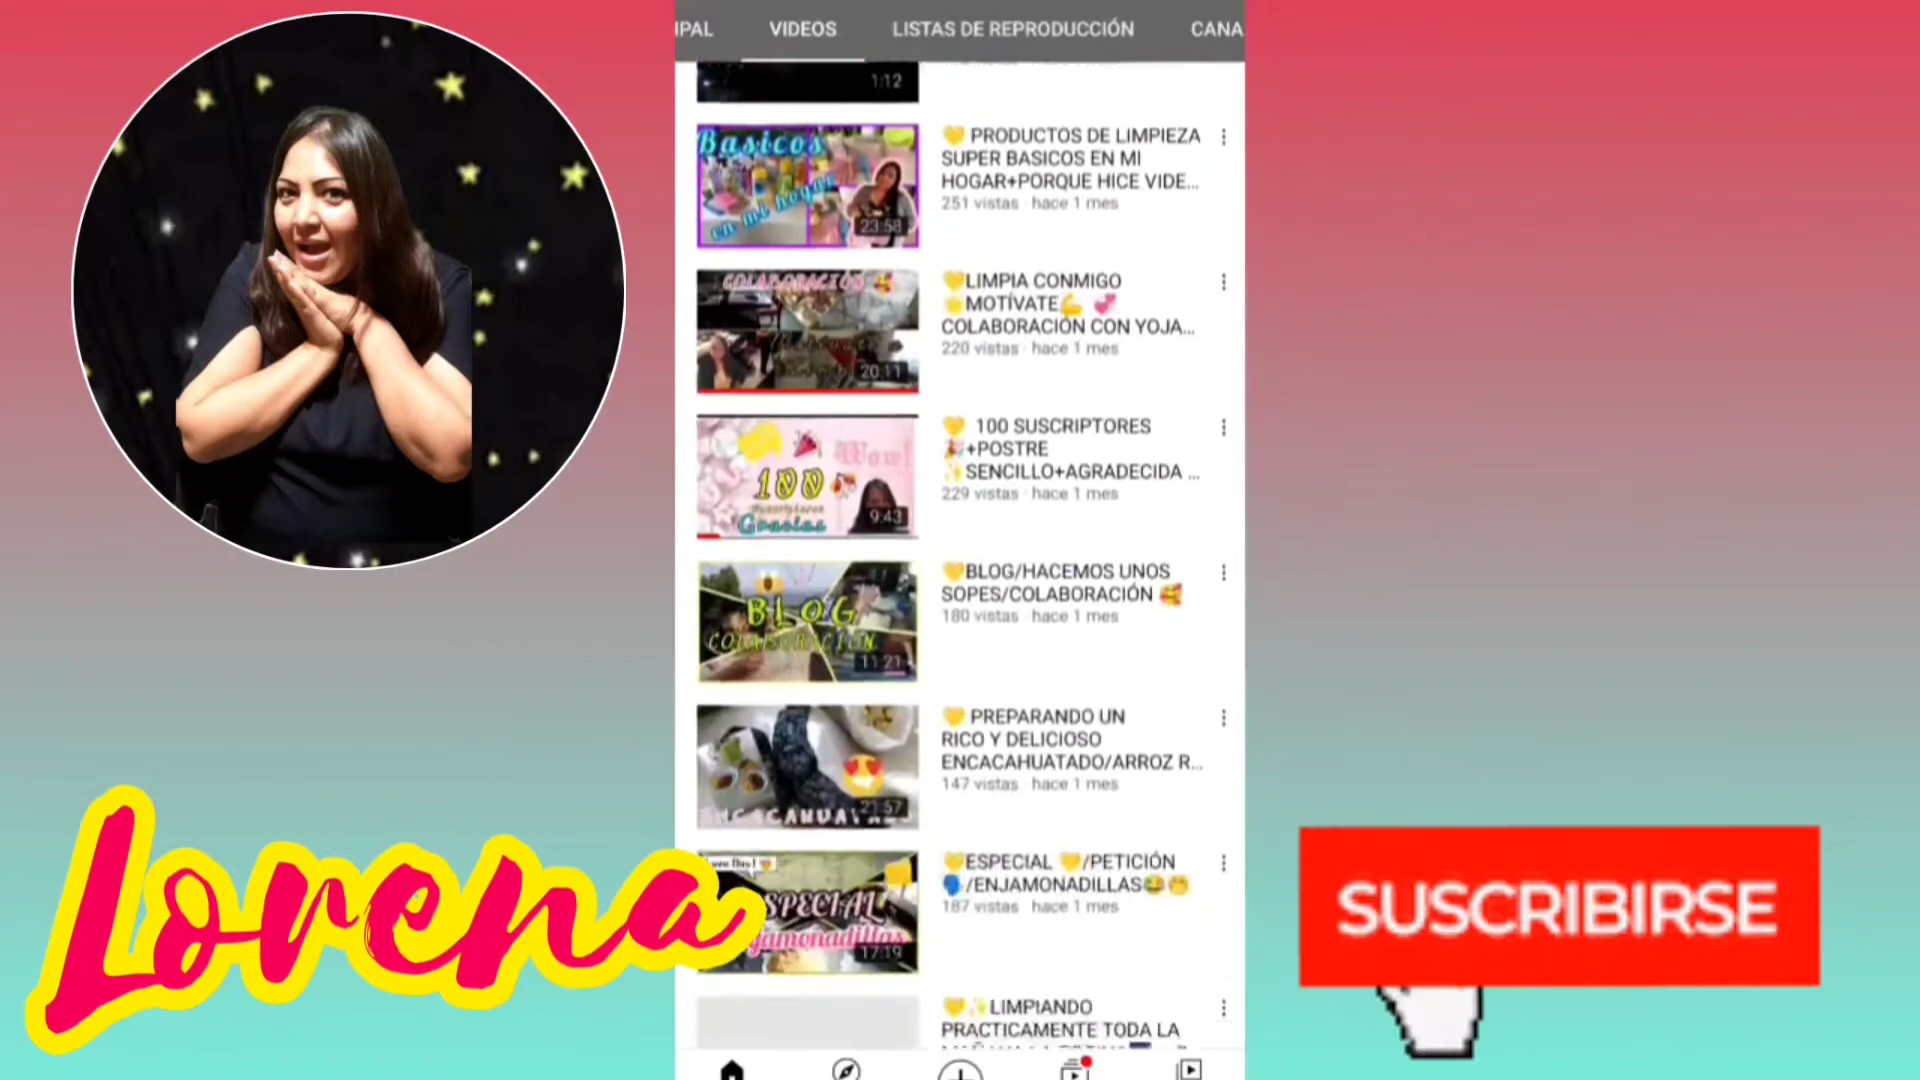 IPAL VIDEOS LISTAS DE REPRODUCCIÓN CANA
1:12
Basicos
en mi hogar
23:58
💛 PRODUCTOS DE LIMPIEZA
SUPER BASICOS EN MI
HOGAR+PORQUE HICE VIDE...
251 vistas · hace 1 mes
COLABORACIÓN
20:11
💛LIMPIA CONMIGO
🌟MOTÍVATE💪 💞
COLABORACIÓN CON YOJA...
220 vistas · hace 1 mes
Wow!
100
Suscriptores
Gracias
9:43
💛 100 SUSCRIPTORES
🎉+POSTRE
✨SENCILLO+AGRADECIDA ...
229 vistas · hace 1 mes
BLOG
COLABORACIÓN
11:21
💛BLOG/HACEMOS UNOS
SOPES/COLABORACIÓN 🥰
180 vistas · hace 1 mes
21:57
💛 PREPARANDO UN
RICO Y DELICIOSO
ENCACAHUATADO/ARROZ R...
147 vistas · hace 1 mes
SPECIAL
jamonadillas
17:19
💛ESPECIAL 💛/PETICIÓN
🗣/ENJAMONADILLAS😂🤭
187 vistas · hace 1 mes
💛✨LIMPIANDO
PRACTICAMENTE TODA LA
Lorena
SUSCRIBIRSE